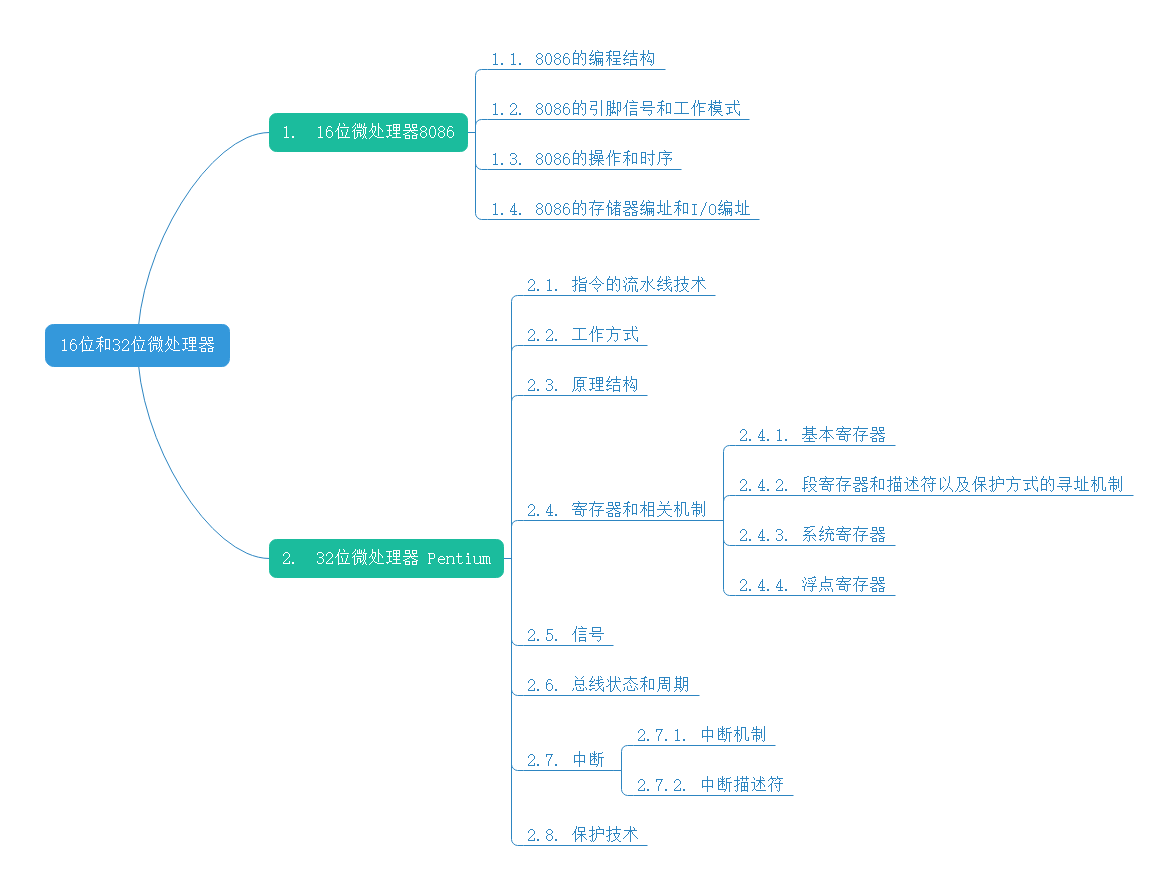 16位和32位微处理器
1. 16位微处理器8086
1.1. 8086的编程结构
1.2. 8086的引脚信号和工作模式
1.3. 8086的操作和时序
1.4. 8086的存储器编址和I/O编址
2. 32位微处理器 Pentium
2.1. 指令的流水线技术
2.2. 工作方式
2.3. 原理结构
2.4. 寄存器和相关机制
2.4.1. 基本寄存器
2.4.2. 段寄存器和描述符以及保护方式的寻址机制
2.4.3. 系统寄存器
2.4.4. 浮点寄存器
2.5. 信号
2.6. 总线状态和周期
2.7. 中断
2.7.1. 中断机制
2.7.2. 中断描述符
2.8. 保护技术